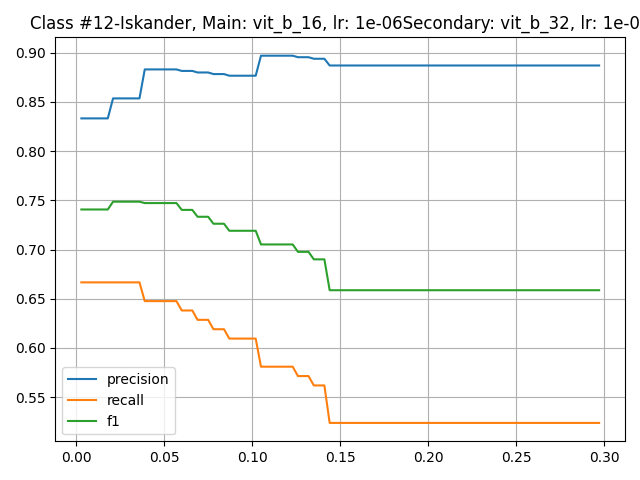 Class #12-Iskander, Main: vit_b_16, lr: 1e-06Secondary: vit_b_32, lr: 1e-0
0.90
0.85
0.80
0.75
0.70
0.65
0.60
0.55
precision
recall
f1
0.00 0.05 0.10 0.15 0.20 0.25 0.30